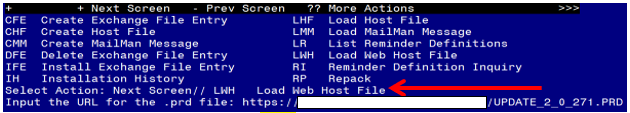 + + Next Screen - Prev Screen ?? More Actions >>>
CFE Create Exchange File Entry LHF Load Host File
CHF Create Host File LMM Load MailMan Message
CMM Create MailMan Message LR List Reminder Definitions
DFE Delete Exchange File Entry LWH Load Web Host File
IFE Install Exchange File Entry RI Reminder Definition Inquiry
IH Installation History RP Repack
Select Action: Next Screen// LWH Load Web Host File
Input the URL for the .prd file: https:// /UPDATE_2_0_271.PRD